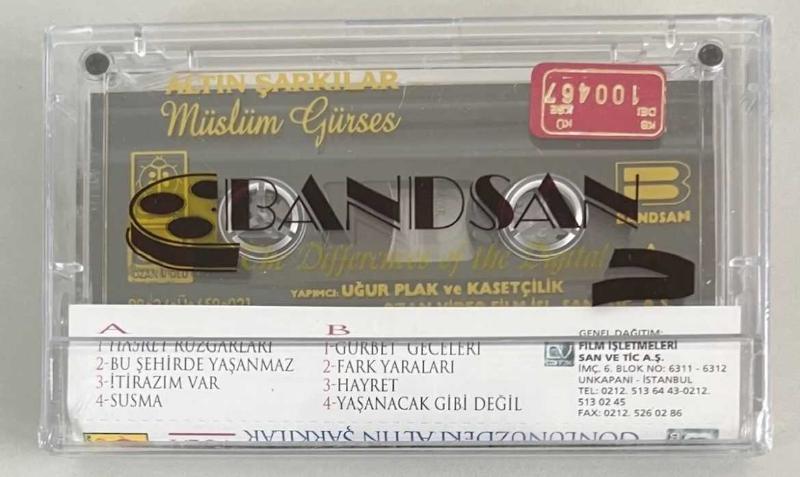 ALTIN ŞARKILAR
Müslüm Gürses
KB
DEI
100467
KÜ
BANDSAN
BANDSAN
A
The Differences of the Digital
YAPIMCI: UĞUR PLAK ve KASETÇİLİK
A
1-HASRET RÜZGARLARI
2-BU ŞEHİRDE YAŞANMAZ
3-İTİRAZIM VAR
4-SUSMA
B
1-GURBET GECELERİ
2-FARK YARALARI
3-HAYRET
4-YAŞANACAK GİBİ DEĞİL
GENEL DAĞITIM:
FİLM İŞLETMELERİ
SAN VE TİC A.Ş.
İMÇ. 6. BLOK NO: 6311 - 6312
UNKAPANI - İSTANBUL
TEL: 0212. 513 64 43-0212.
513 02 45
FAX: 0212. 526 02 86
GÖNLÜNÜZDEKİ ALTIN ŞARKILAR